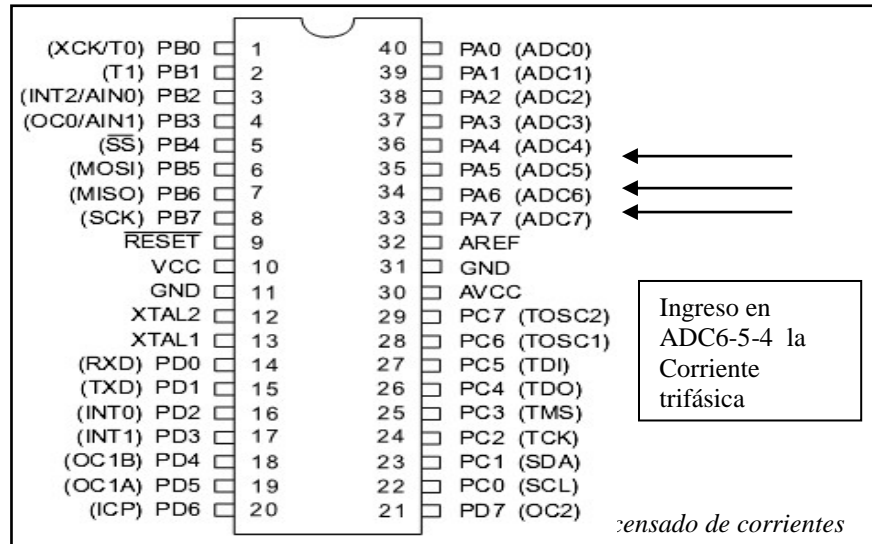 (XCK/T0) PB0 1 40 PA0 (ADC0)
(T1) PB1 2 39 PA1 (ADC1)
(INT2/AIN0) PB2 3 38 PA2 (ADC2)
(OC0/AIN1) PB3 4 37 PA3 (ADC3)
(SS) PB4 5 36 PA4 (ADC4)
(MOSI) PB5 6 35 PA5 (ADC5)
(MISO) PB6 7 34 PA6 (ADC6)
(SCK) PB7 8 33 PA7 (ADC7)
RESET 9 32 AREF
VCC 10 31 GND
GND 11 30 AVCC
XTAL2 12 29 PC7 (TOSC2)
XTAL1 13 28 PC6 (TOSC1)
(RXD) PD0 14 27 PC5 (TDI)
(TXD) PD1 15 26 PC4 (TDO)
(INT0) PD2 16 25 PC3 (TMS)
(INT1) PD3 17 24 PC2 (TCK)
(OC1B) PD4 18 23 PC1 (SDA)
(OC1A) PD5 19 22 PC0 (SCL)
(ICP) PD6 20 21 PD7 (OC2)
Ingreso en
ADC6-5-4 la
Corriente
trifásica
de corrientes